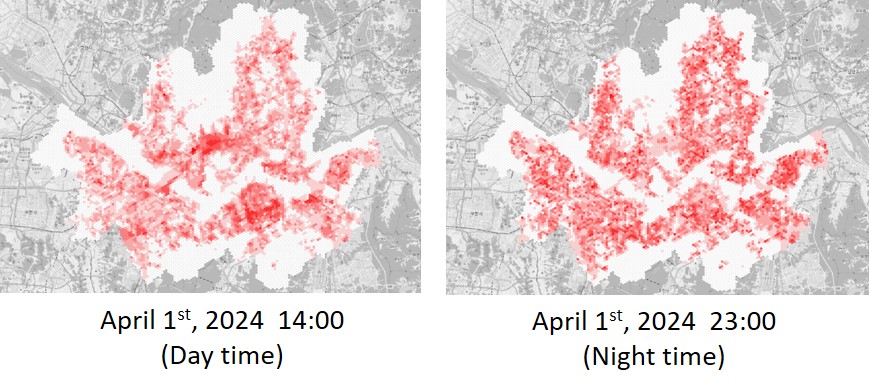 April 1st, 2024 14:00
(Day time)
April 1st, 2024 23:00
(Night time)